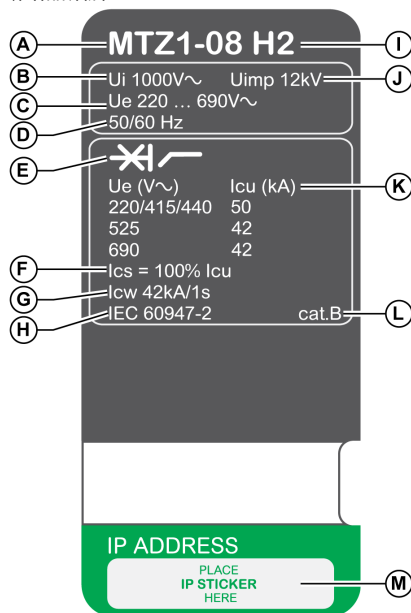 A MTZ1-08 H2 I
B Ui 1000V∼ Uimp 12kV J
C Ue 220 ... 690V∼
D 50/60 Hz
E
Ue (V∼) Icu (kA) K
220/415/440 50
525 42
690 42
F Ics = 100% Icu
G Icw 42kA/1s
H IEC 60947-2 cat.B L
IP ADDRESS
PLACE
IP STICKER M
HERE